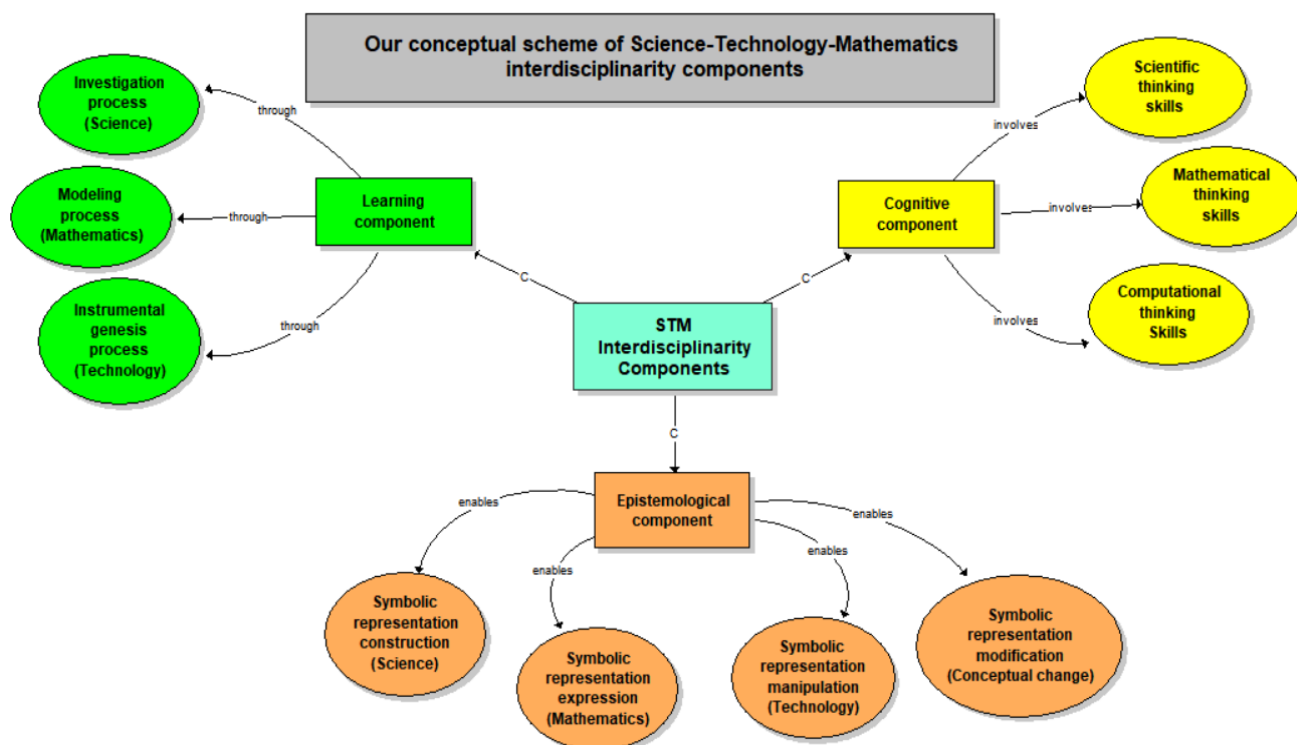 Our conceptual scheme of Science-Technology-Mathematics
interdisciplinarity components
Investigation
process
(Science)
through
Modeling
process
(Mathematics)
through
Instrumental
genesis
process
(Technology)
through
Learning
component
C
Scientific
thinking
skills
involves
Mathematical
thinking
skills
involves
Computational
thinking
Skills
involves
Cognitive
component
C
STM
Interdisciplinarity
Components
C
Epistemological
component
enables
enables
enables
enables
Symbolic
representation
construction
(Science)
Symbolic
representation
expression
(Mathematics)
Symbolic
representation
manipulation
(Technology)
Symbolic
representation
modification
(Conceptual change)